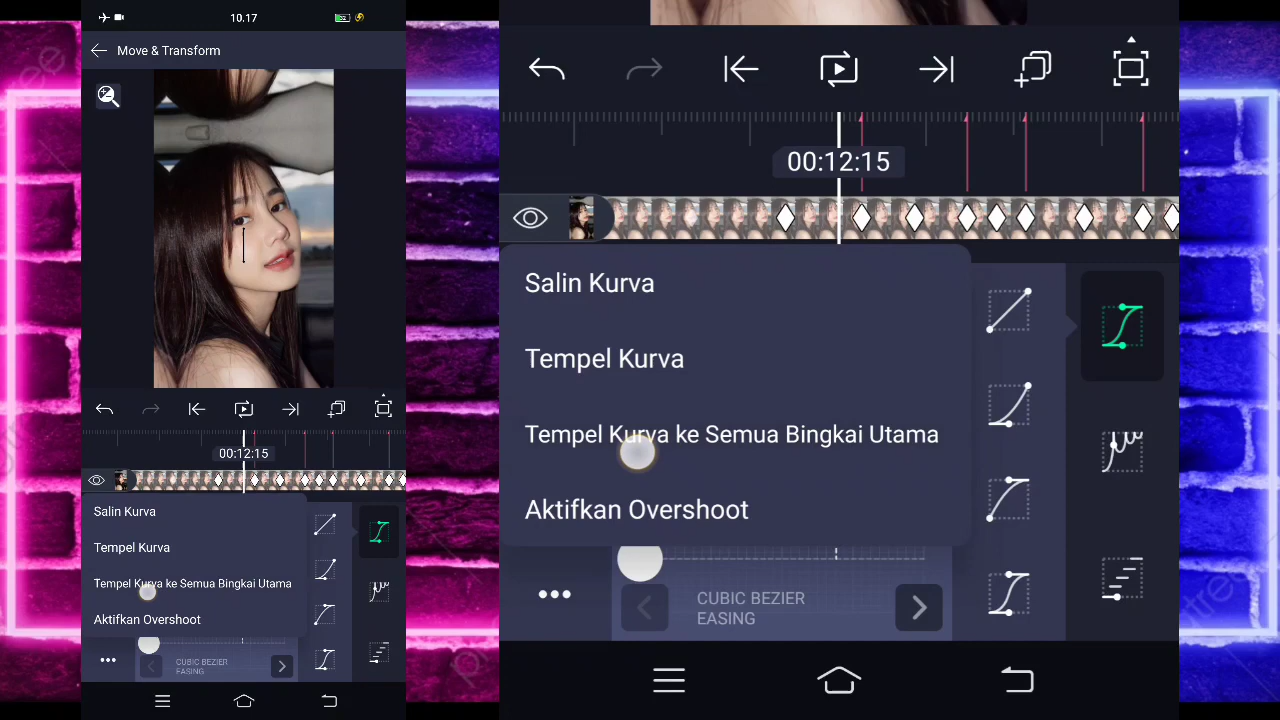 10.17
Move & Transform
00:12:15
Salin Kurva
Tempel Kurva
Tempel Kurva ke Semua Bingkai Utama
Aktifkan Overshoot
CUBIC BEZIER
EASING
00:12:15
Salin Kurva
Tempel Kurva
Tempel Kurva ke Semua Bingkai Utama
Aktifkan Overshoot
CUBIC BEZIER
EASING